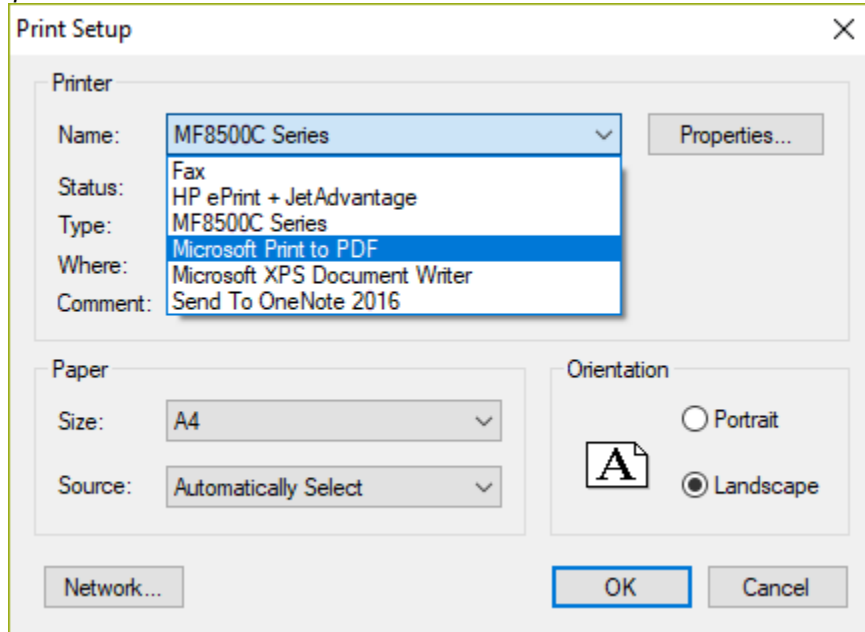 Print Setup
Printer
Name: MF8500C Series Properties...
Fax
Status: HP ePrint + JetAdvantage
Type: MF8500C Series
Microsoft Print to PDF
Where: Microsoft XPS Document Writer
Comment: Send To OneNote 2016
Paper Orientation
Size: A4 Portrait
A
Source: Automatically Select Landscape
Network... OK Cancel